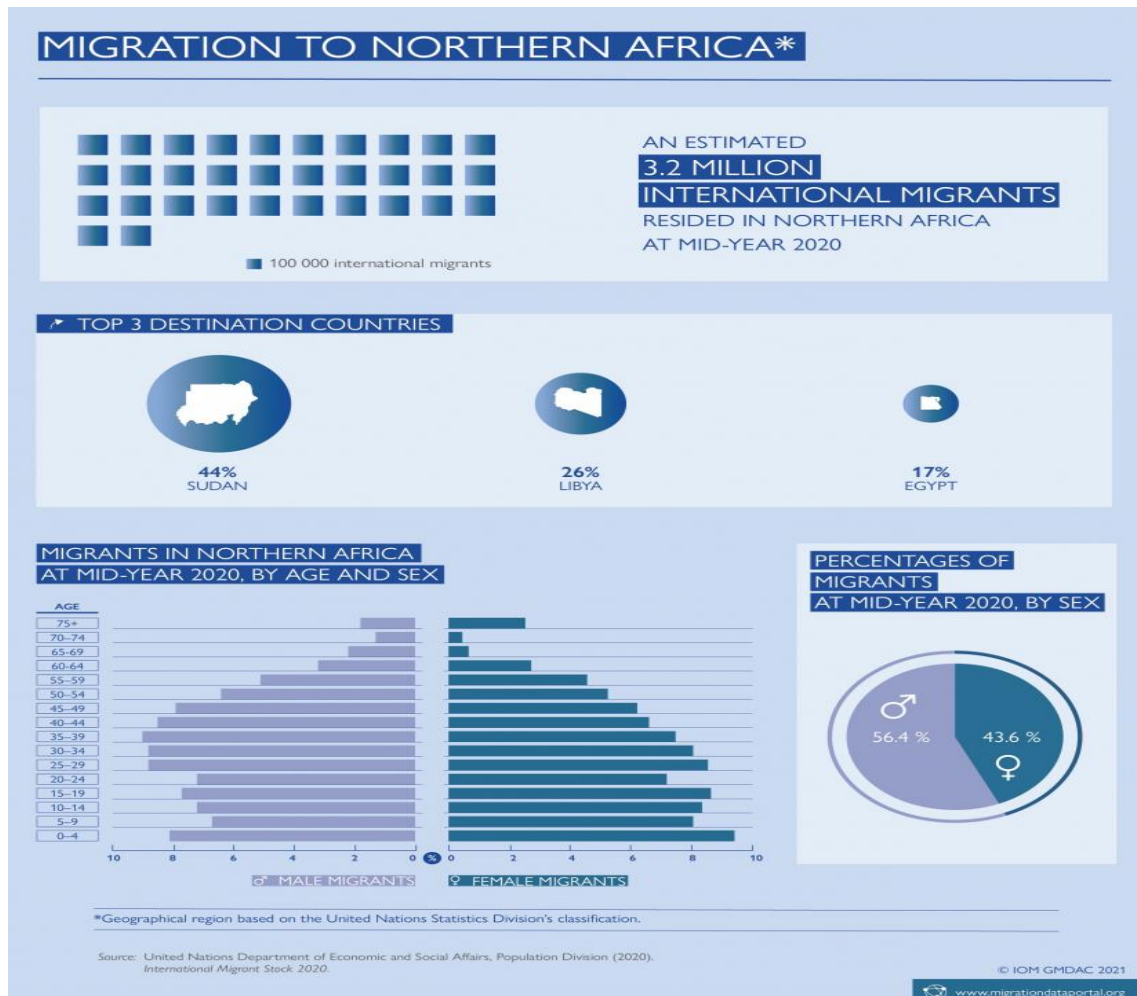 MIGRATION TO NORTHERN AFRICA*
AN ESTIMATED
3.2 MILLION
INTERNATIONAL MIGRANTS
RESIDED IN NORTHERN AFRICA
AT MID-YEAR 2020
100 000 international migrants
TOP 3 DESTINATION COUNTRIES
44%
SUDAN
26%
LIBYA
17%
EGYPT
MIGRANTS IN NORTHERN AFRICA
AT MID-YEAR 2020, BY AGE AND SEX
AGE
75+
70–74
65-69
60-64
55–59
50–54
45–49
40–44
35–39
30–34
25–29
20–24
15–19
10–14
5–9
0–4
10 8 6 4 2 0 % 0 2 4 6 8 10
♂ MALE MIGRANTS
♀ FEMALE MIGRANTS
PERCENTAGES OF
MIGRANTS
AT MID-YEAR 2020, BY SEX
♂
56.4 %
43.6 %
♀
*Geographical region based on the United Nations Statistics Division's classification.
Source: United Nations Department of Economic and Social Affairs, Population Division (2020).
International Migrant Stock 2020.
© IOM GMDAC 2021
www.migrationdataportal.org